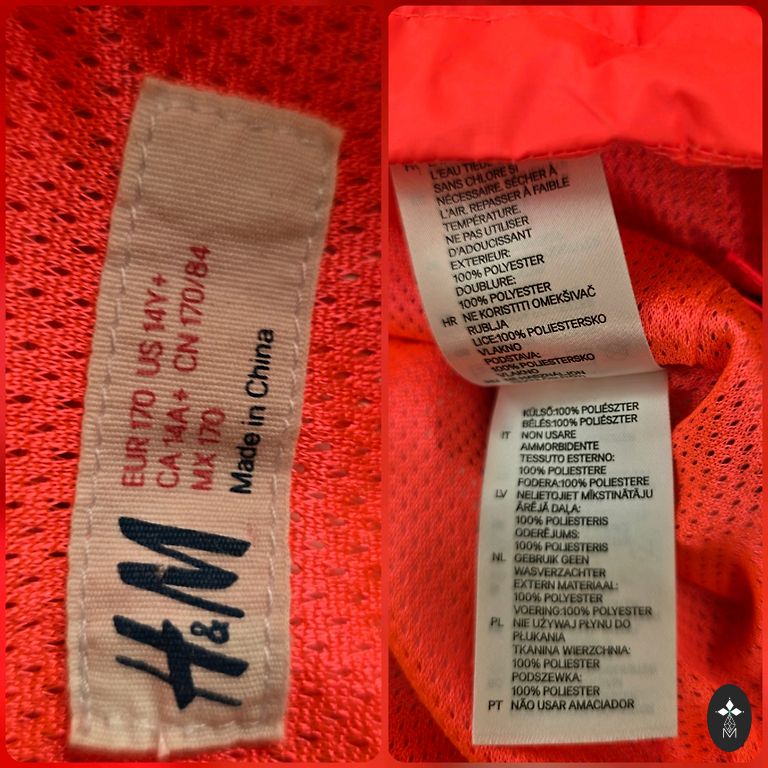 EUR 170 US 14Y+
CA 14A+ CN 170/84
MX 170
Made in China
H&M
L'EAU TIEDE
SANS CHLORE SI
NÉCESSAIRE. SÉCHER À
L'AIR. REPASSER À FAIBLE
TEMPÉRATURE.
NE PAS UTILISER
D'ADOUCISSANT
EXTERIEUR:
100% POLYESTER
DOUBLURE:
100% POLYESTER
HR NE KORISTITI OMEKŠIVAČ
RUBLJA
LICE:100% POLIESTERSKO
VLAKNO
PODSTAVA:
100% POLIESTERSKO
VLAKNO
KÜLSŐ:100% POLIÉSZTER
BÉLÉS:100% POLIÉSZTER
IT NON USARE
AMMORBIDENTE
TESSUTO ESTERNO:
100% POLIESTERE
FODERA:100% POLIESTERE
LV NELIETOJIET MĪKSTINĀTĀJU
ĀRĒJĀ DAĻA:
100% POLIESTERIS
ODERĒJUMS:
100% POLIESTERIS
NL GEBRUIK GEEN
WASVERZACHTER
EXTERN MATERIAAL:
100% POLYESTER
VOERING:100% POLYESTER
PL NIE UŻYWAJ PŁYNU DO
PŁUKANIA
TKANINA WIERZCHNIA:
100% POLIESTER
PODSZEWKA:
100% POLIESTER
PT NÃO USAR AMACIADOR
M